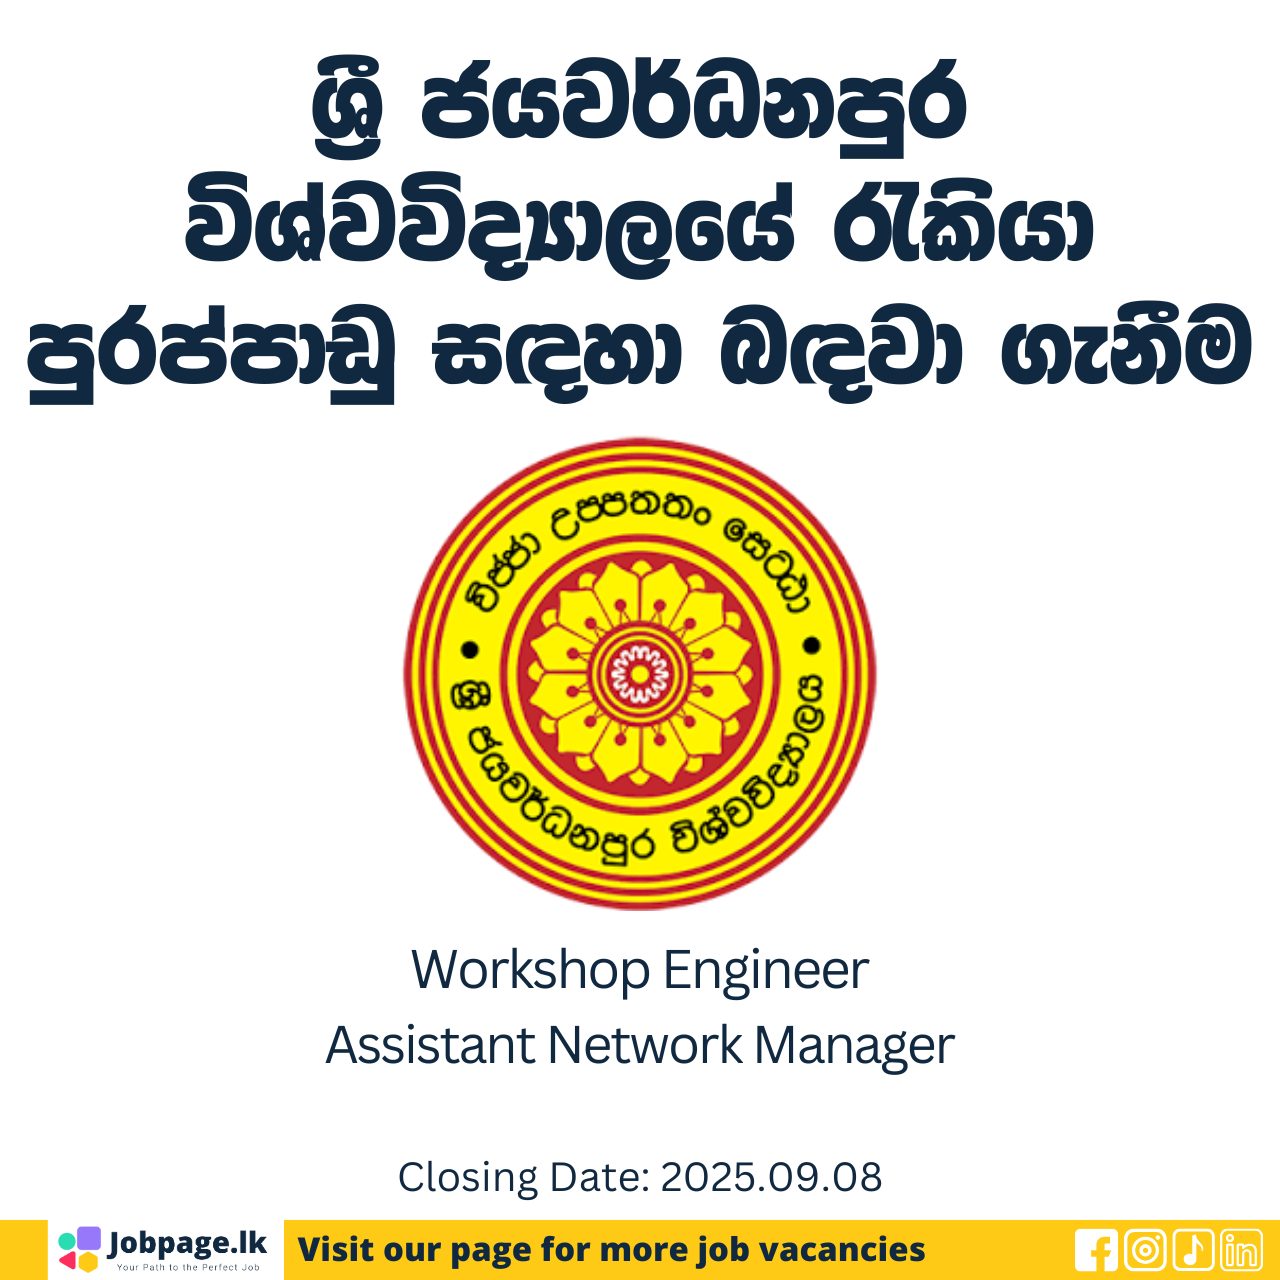 ශ්‍රී ජයවර්ධනපුර
විශ්වවිද්‍යාලයේ රැකියා
පුරප්පාඩු සඳහා බඳවා ගැනීම
විජ්ජා උප්පතතං සෙට්ඨා
ශ්‍රී ජයවර්ධනපුර විශ්වවිද්‍යාලය
Workshop Engineer
Assistant Network Manager
Closing Date: 2025.09.08
Jobpage.lk
Your Path to the Perfect Job
Visit our page for more job vacancies